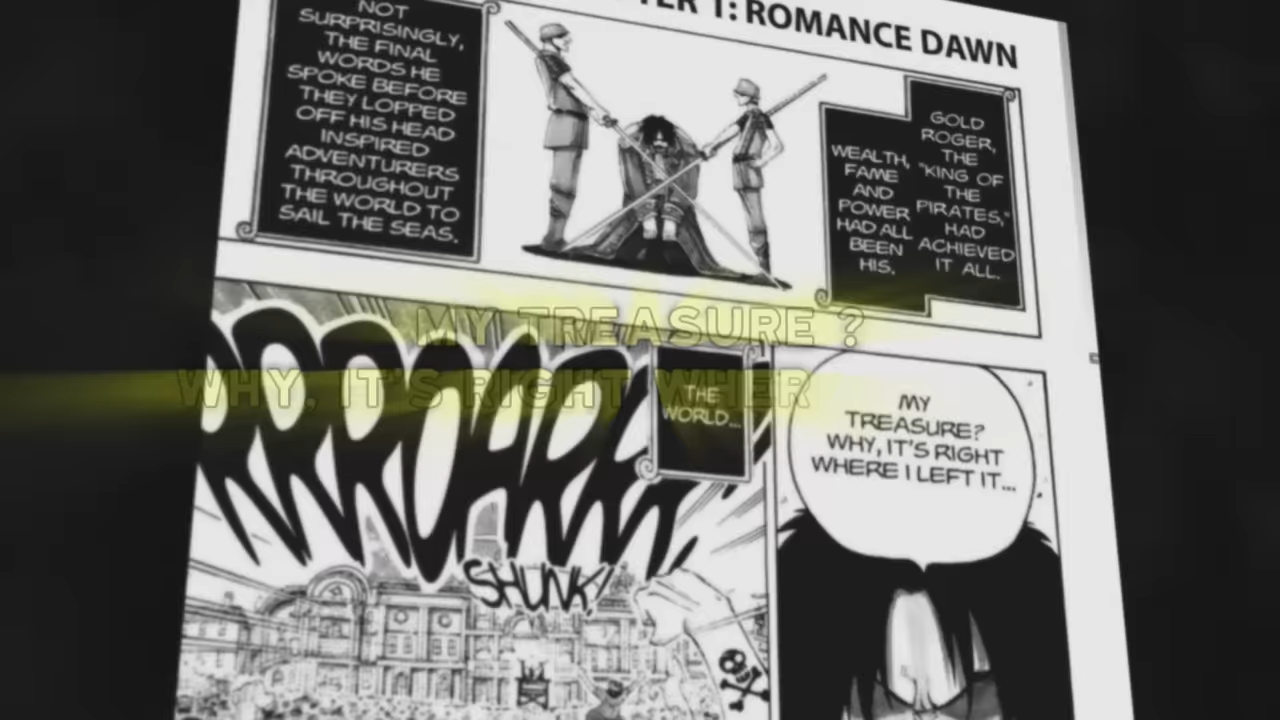 TER 1: ROMANCE DAWN
GOLD
ROGER,
THE
"KING OF
THE
PIRATES,"
HAD
ACHIEVED
IT ALL.
WEALTH,
FAME
AND
POWER
HAD ALL
BEEN
HIS.
NOT
SURPRISINGLY,
THE FINAL
WORDS HE
SPOKE BEFORE
THEY LOPPED
OFF HIS HEAD
INSPIRED
ADVENTURERS
THROUGHOUT
THE WORLD TO
SAIL THE SEAS.
MY TREASURE ?
WHY, IT'S RIGHT WHER
MY
TREASURE?
WHY, IT'S RIGHT
WHERE I LEFT IT...
THE
WORLD...
SHUNK!